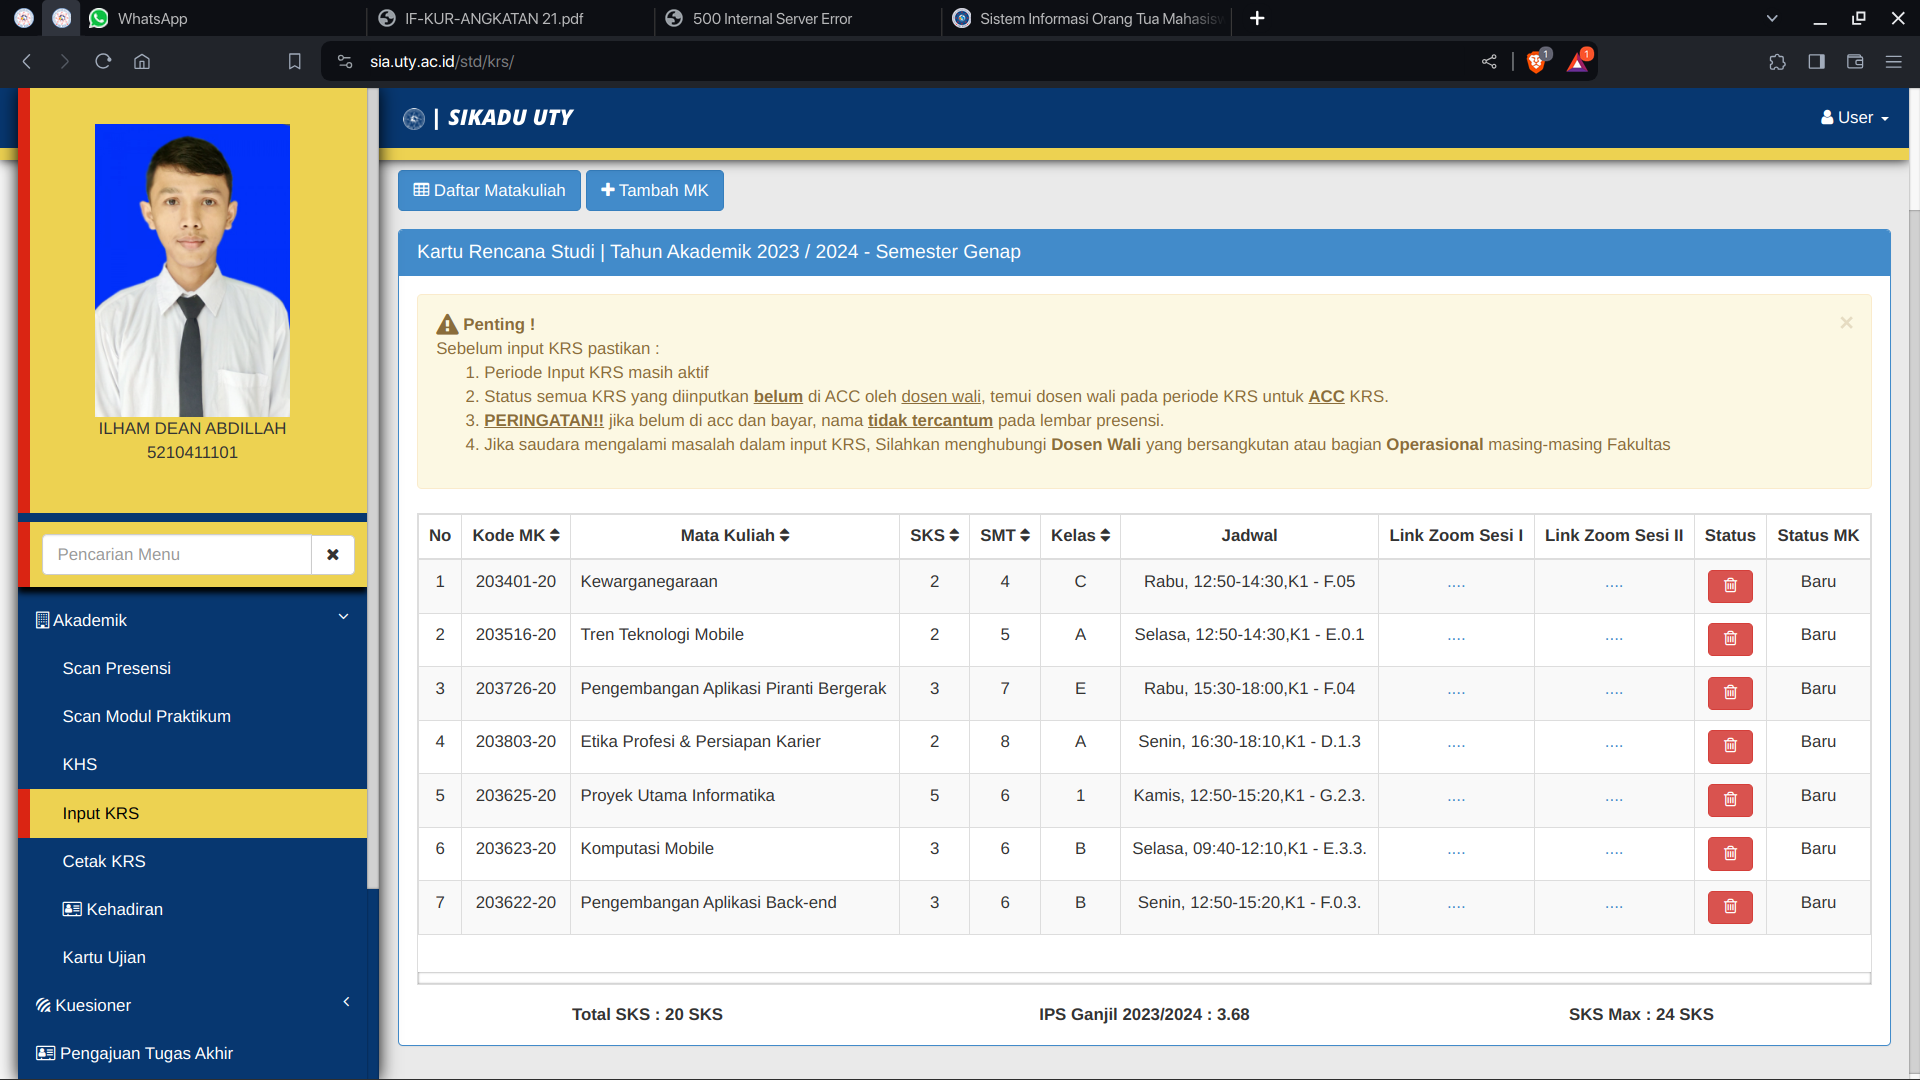 WhatsApp
IF-KUR-ANGKATAN 21.pdf
500 Internal Server Error
Sistem Informasi Orang Tua Mahasisw
sia.uty.ac.id/std/krs/
1
1
| SIKADU UTY
User
ILHAM DEAN ABDILLAH
5210411101
Pencarian Menu
Akademik
Scan Presensi
Scan Modul Praktikum
KHS
Input KRS
Cetak KRS
Kehadiran
Kartu Ujian
Kuesioner
Pengajuan Tugas Akhir
Daftar Matakuliah
Tambah MK
Kartu Rencana Studi | Tahun Akademik 2023 / 2024 - Semester Genap
Penting !
Sebelum input KRS pastikan :
1. Periode Input KRS masih aktif
2. Status semua KRS yang diinputkan belum di ACC oleh dosen wali, temui dosen wali pada periode KRS untuk ACC KRS.
3. PERINGATAN!! jika belum di acc dan bayar, nama tidak tercantum pada lembar presensi.
4. Jika saudara mengalami masalah dalam input KRS, Silahkan menghubungi Dosen Wali yang bersangkutan atau bagian Operasional masing-masing Fakultas
No Kode MK Mata Kuliah SKS SMT Kelas Jadwal Link Zoom Sesi I Link Zoom Sesi II Status Status MK
1 203401-20 Kewarganegaraan 2 4 C Rabu, 12:50-14:30,K1 - F.05 .... .... Baru
2 203516-20 Tren Teknologi Mobile 2 5 A Selasa, 12:50-14:30,K1 - E.0.1 .... .... Baru
3 203726-20 Pengembangan Aplikasi Piranti Bergerak 3 7 E Rabu, 15:30-18:00,K1 - F.04 .... .... Baru
4 203803-20 Etika Profesi & Persiapan Karier 2 8 A Senin, 16:30-18:10,K1 - D.1.3 .... .... Baru
5 203625-20 Proyek Utama Informatika 5 6 1 Kamis, 12:50-15:20,K1 - G.2.3. .... .... Baru
6 203623-20 Komputasi Mobile 3 6 B Selasa, 09:40-12:10,K1 - E.3.3. .... .... Baru
7 203622-20 Pengembangan Aplikasi Back-end 3 6 B Senin, 12:50-15:20,K1 - F.0.3. .... .... Baru
Total SKS : 20 SKS IPS Ganjil 2023/2024 : 3.68 SKS Max : 24 SKS